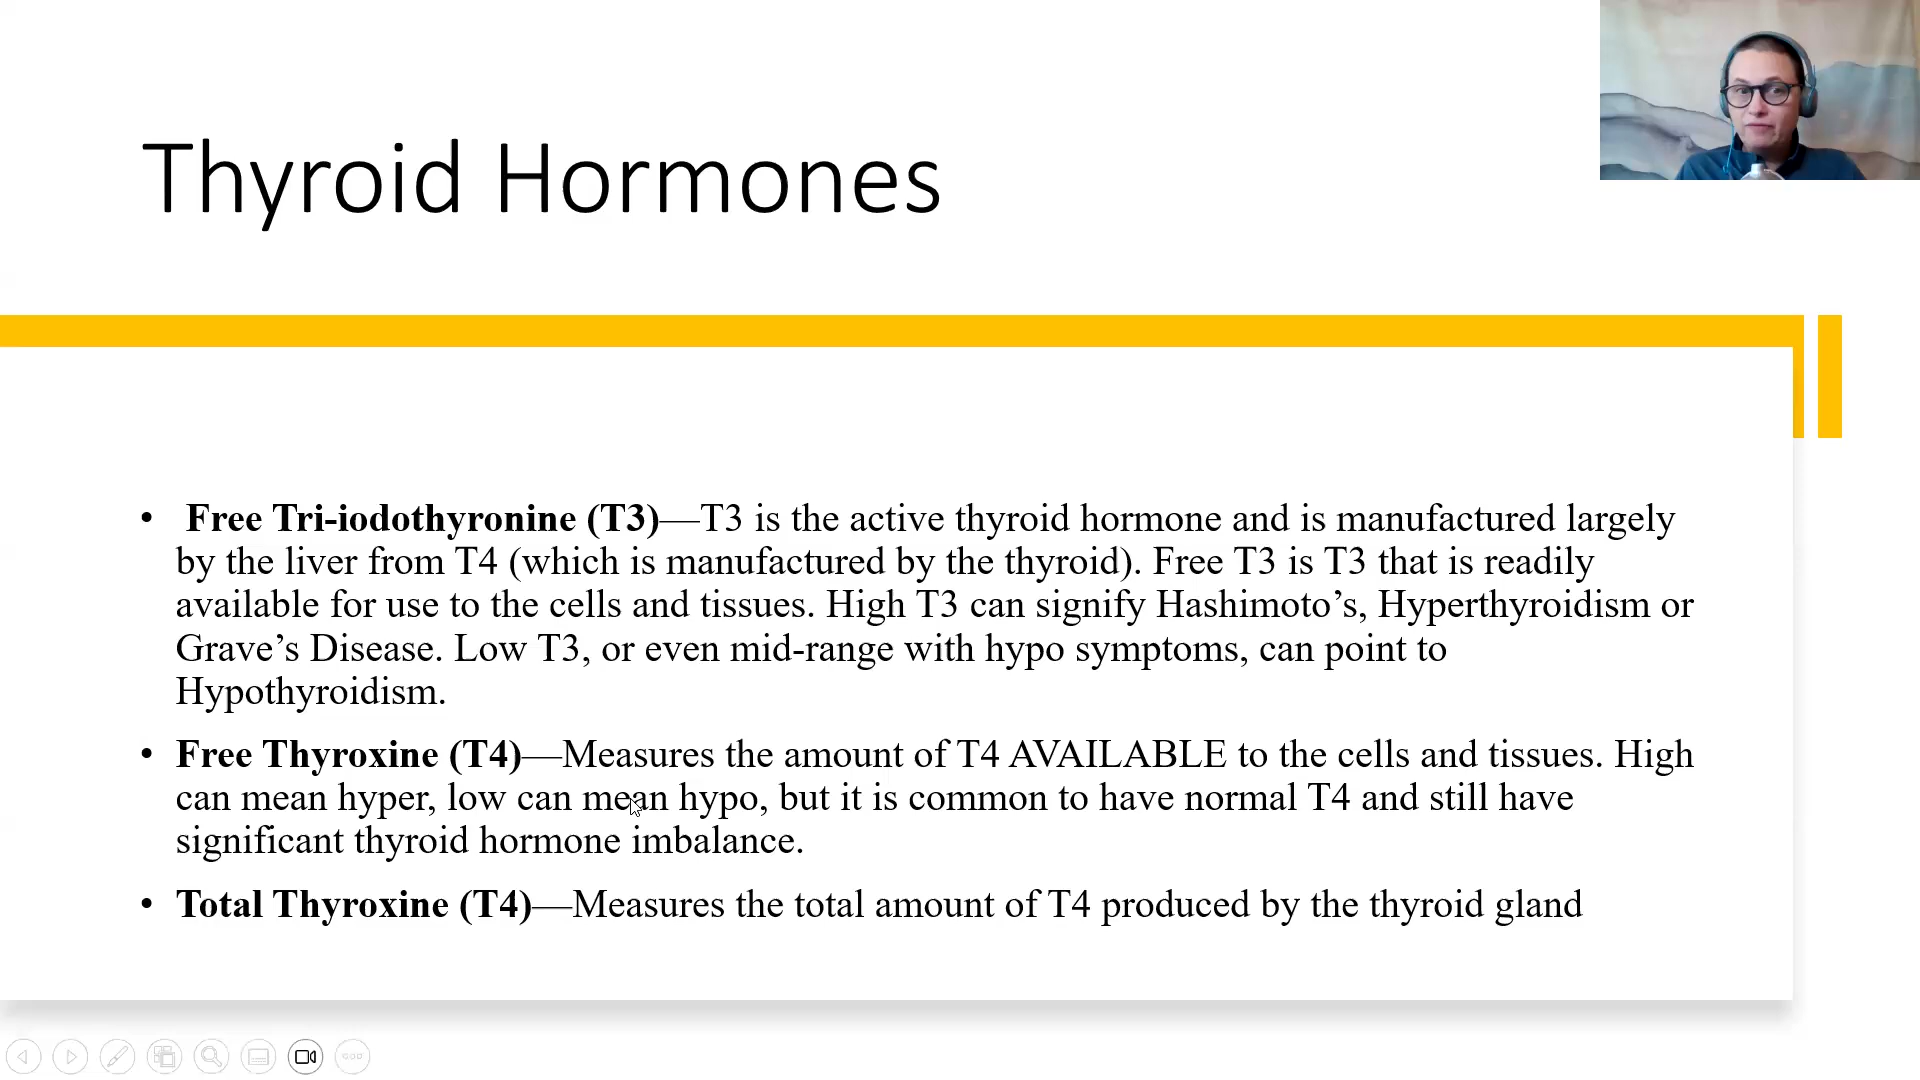 Thyroid Hormones
• Free Tri-iodothyronine (T3)—T3 is the active thyroid hormone and is manufactured largely
by the liver from T4 (which is manufactured by the thyroid). Free T3 is T3 that is readily
available for use to the cells and tissues. High T3 can signify Hashimoto’s, Hyperthyroidism or
Grave’s Disease. Low T3, or even mid-range with hypo symptoms, can point to
Hypothyroidism.
• Free Thyroxine (T4)—Measures the amount of T4 AVAILABLE to the cells and tissues. High
can mean hyper, low can mean hypo, but it is common to have normal T4 and still have
significant thyroid hormone imbalance.
• Total Thyroxine (T4)—Measures the total amount of T4 produced by the thyroid gland